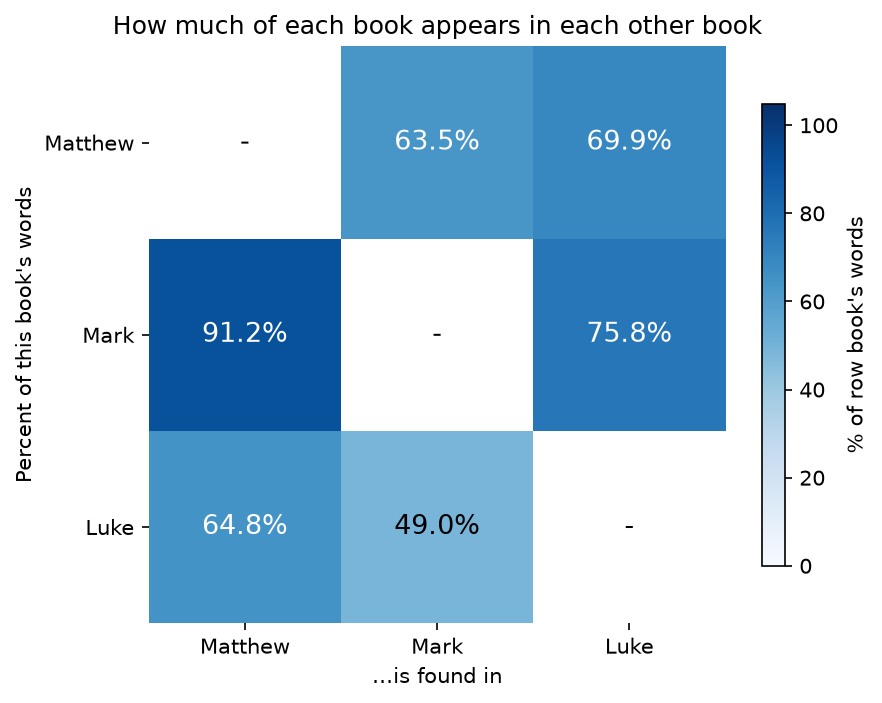 How much of each book appears in each other book
Percent of this book's words
Matthew
-
63.5%
69.9%
Mark
91.2%
-
75.8%
Luke
64.8%
49.0%
-
Matthew
Mark
Luke
...is found in
100
80
60
40
20
0
% of row book's words